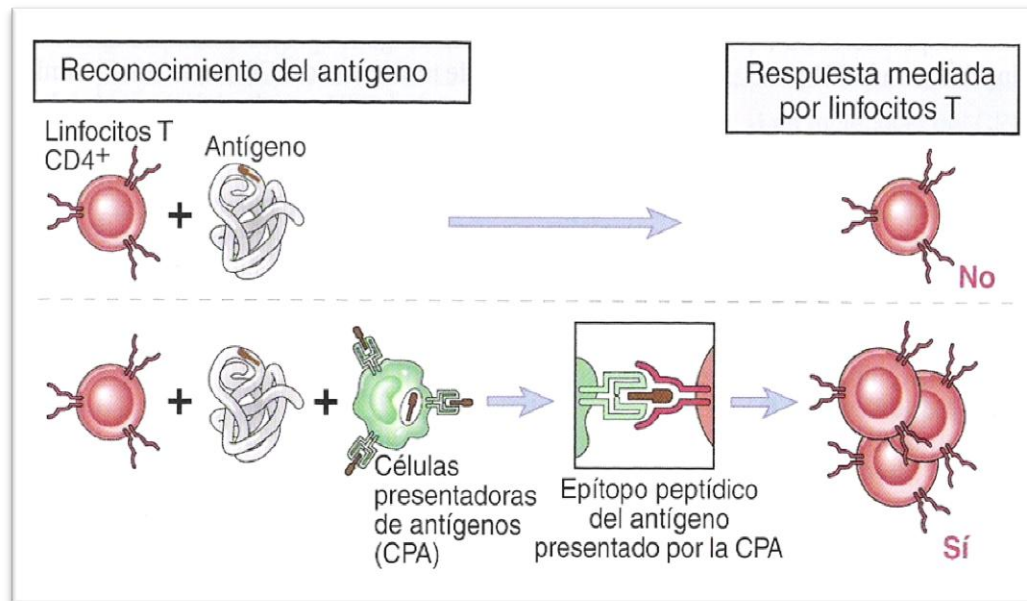 Reconocimiento del antígeno
Respuesta mediada
por linfocitos T
Linfocitos T
CD4+
Antígeno
No
Células
presentadoras
de antígenos
(CPA)
Epítopo peptídico
del antígeno
presentado por la CPA
Sí